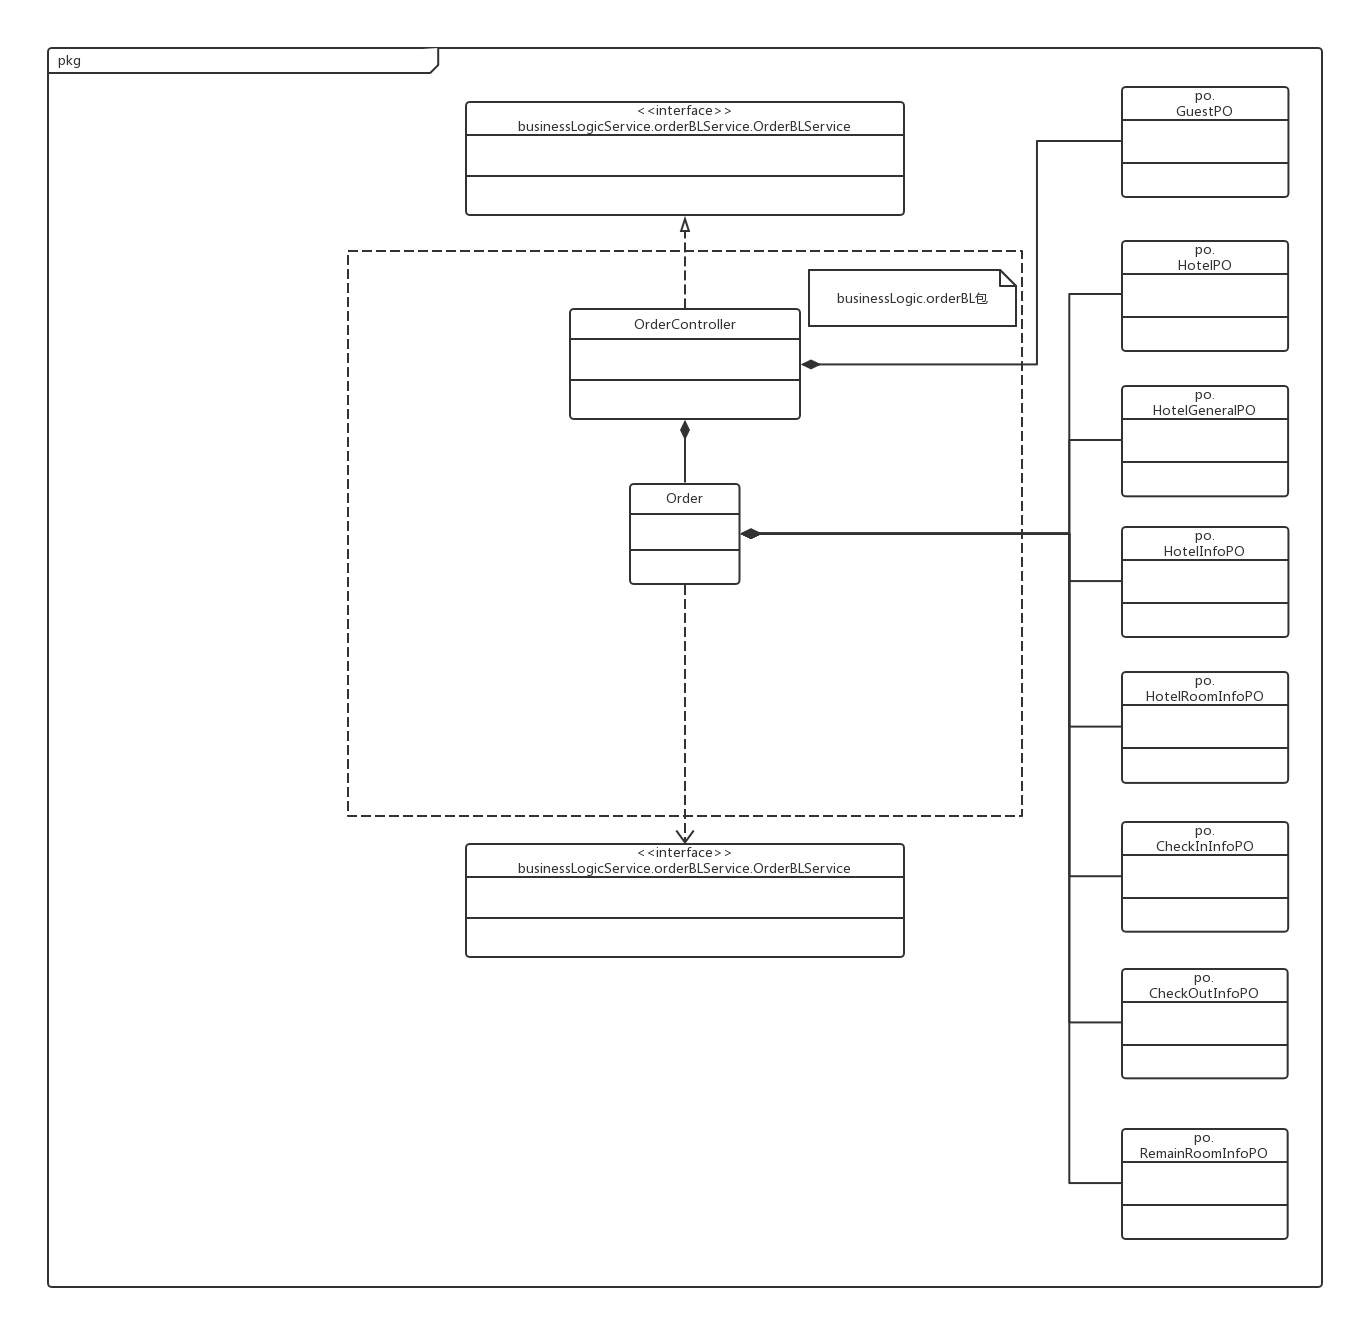 pkg
<<interface>>
businessLogicService.orderBLService.OrderBLService
po.
GuestPO
po.
HotelPO
businessLogic.orderBL包
OrderController
po.
HotelGeneralPO
Order
po.
HotelInfoPO
po.
HotelRoomInfoPO
<<interface>>
businessLogicService.orderBLService.OrderBLService
po.
CheckInInfoPO
po.
CheckOutInfoPO
po.
RemainRoomInfoPO